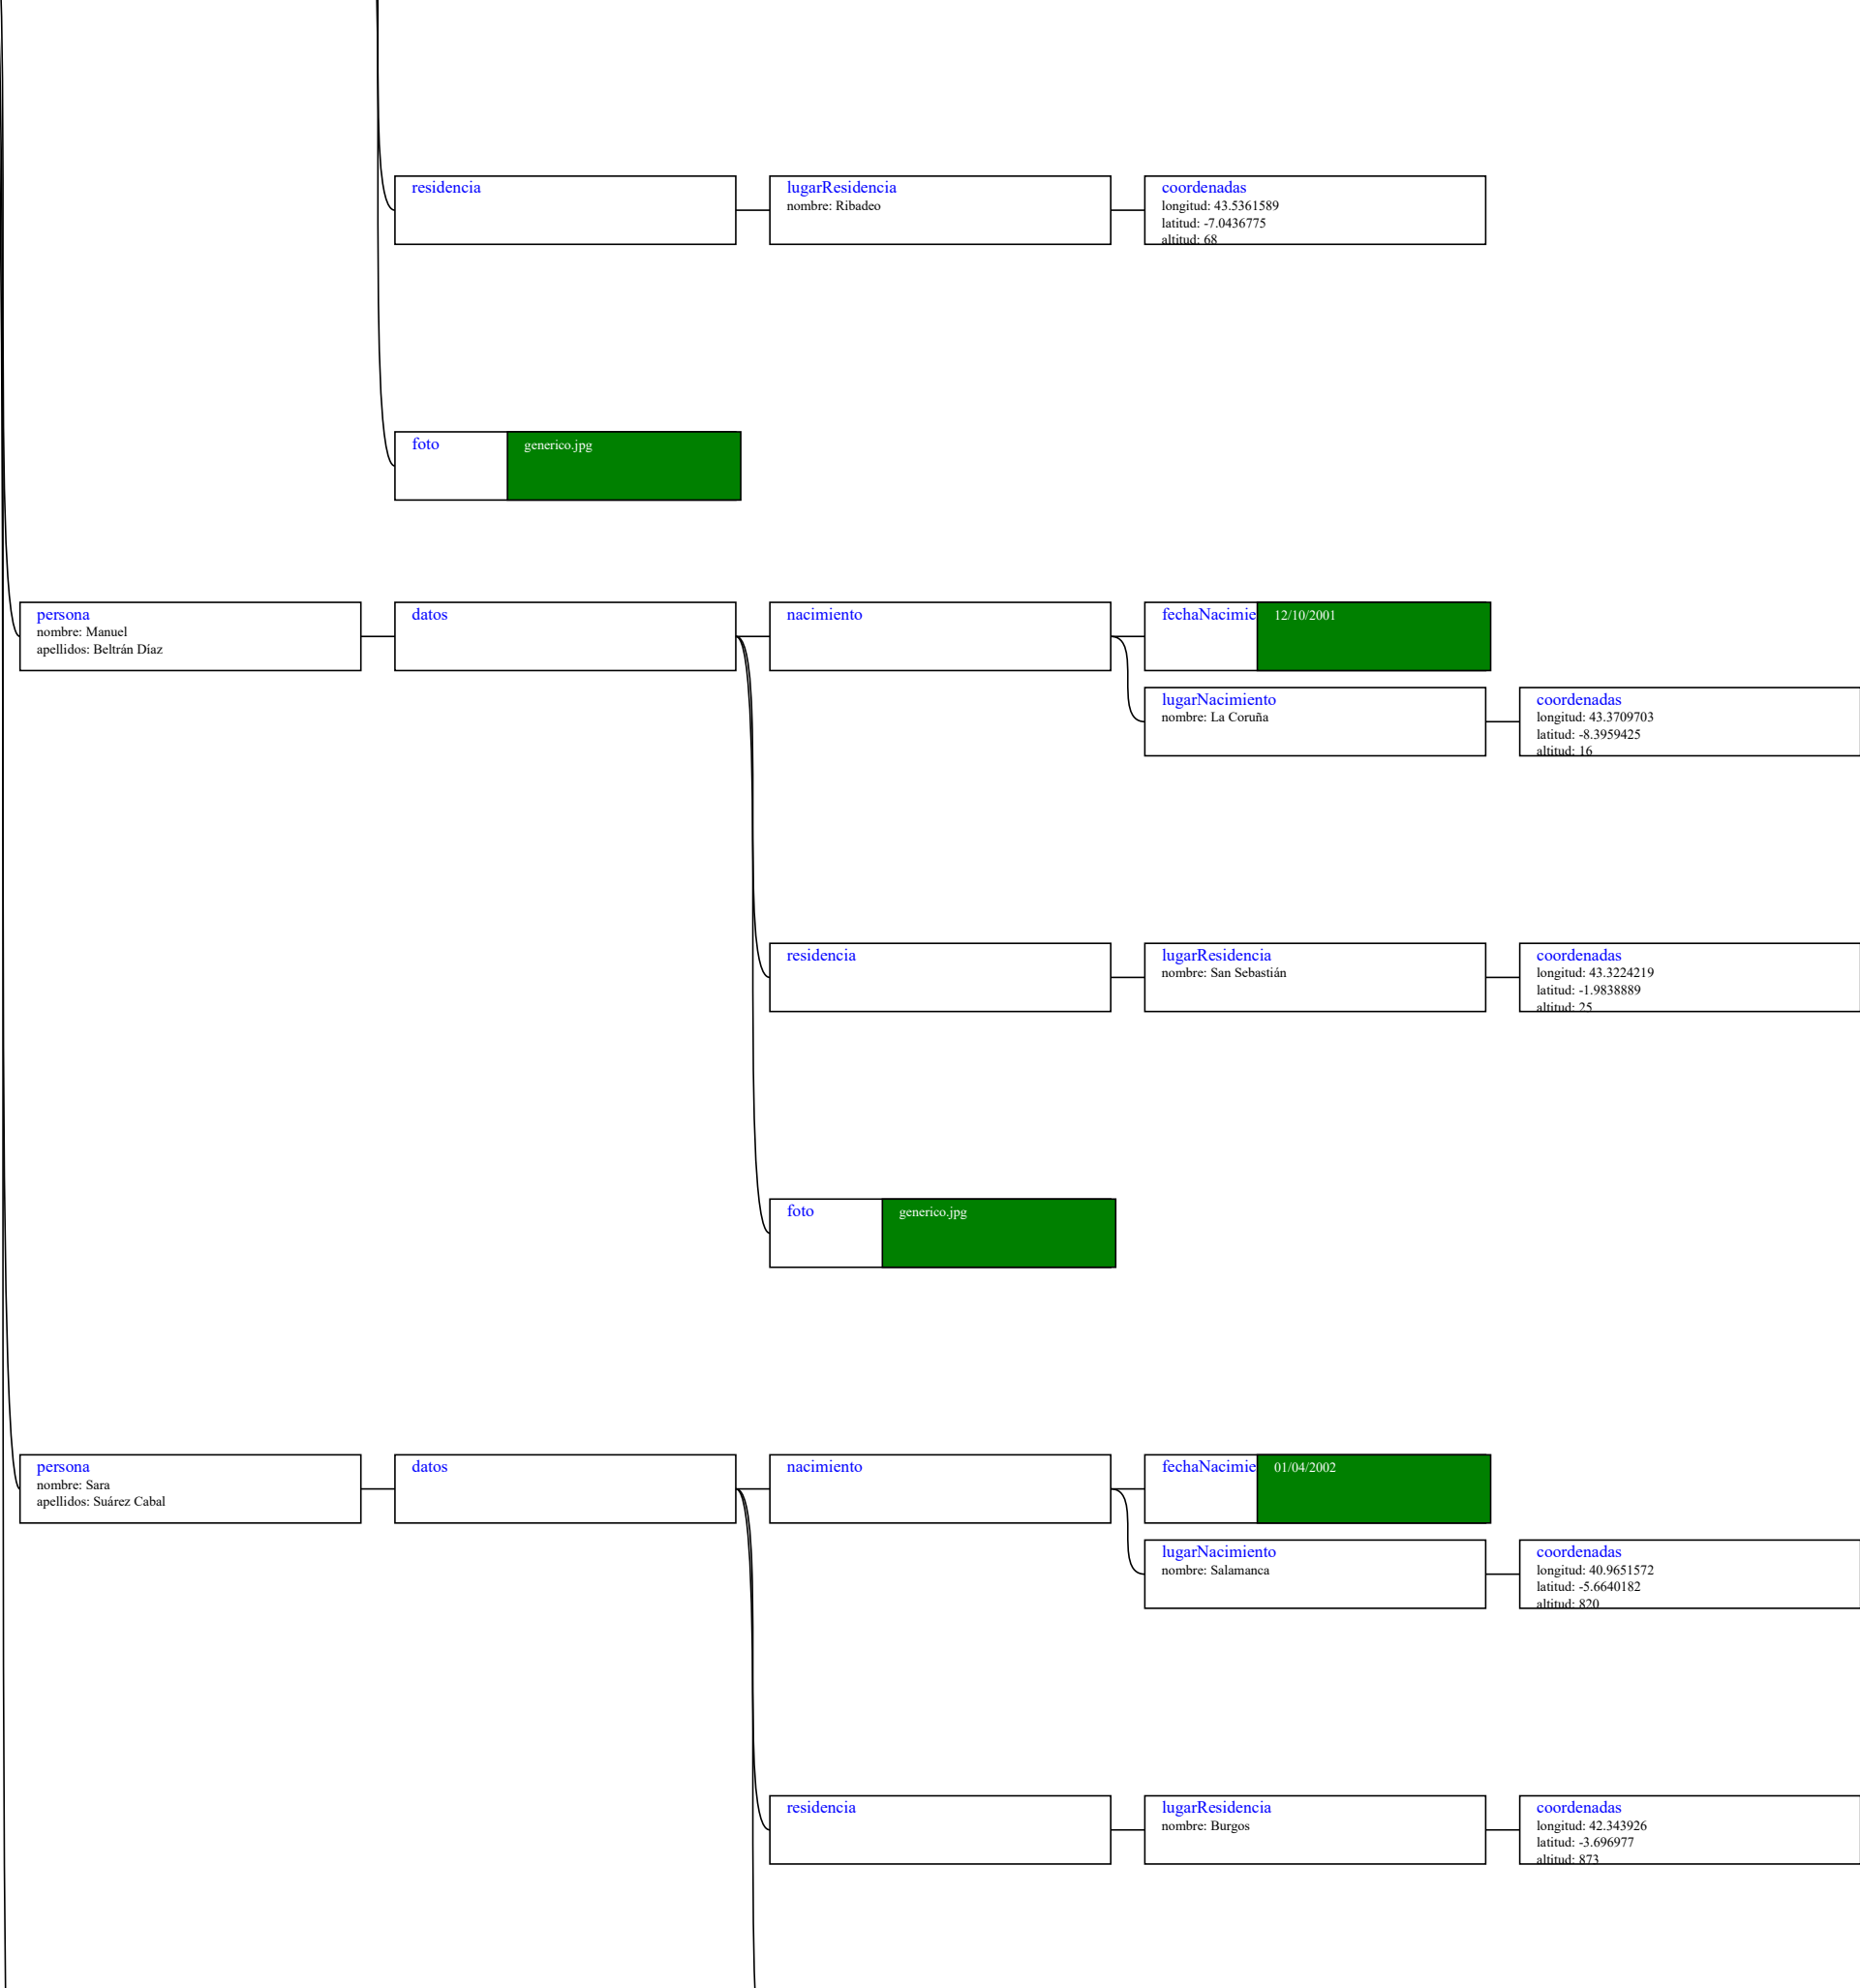 residencia
lugarResidencia
nombre: Ribadeo
coordenadas
longitud: 43.5361589
latitud: -7.0436775
altitud: 68
foto
generico.jpg
persona
nombre: Manuel
apellidos: Beltrán Díaz
datos
nacimiento
fechaNacimie
12/10/2001
lugarNacimiento
nombre: La Coruña
coordenadas
longitud: 43.3709703
latitud: -8.3959425
altitud: 16
residencia
lugarResidencia
nombre: San Sebastián
coordenadas
longitud: 43.3224219
latitud: -1.9838889
altitud: 25
foto
generico.jpg
persona
nombre: Sara
apellidos: Suárez Cabal
datos
nacimiento
fechaNacimie
01/04/2002
lugarNacimiento
nombre: Salamanca
coordenadas
longitud: 40.9651572
latitud: -5.6640182
altitud: 820
residencia
lugarResidencia
nombre: Burgos
coordenadas
longitud: 42.343926
latitud: -3.696977
altitud: 873